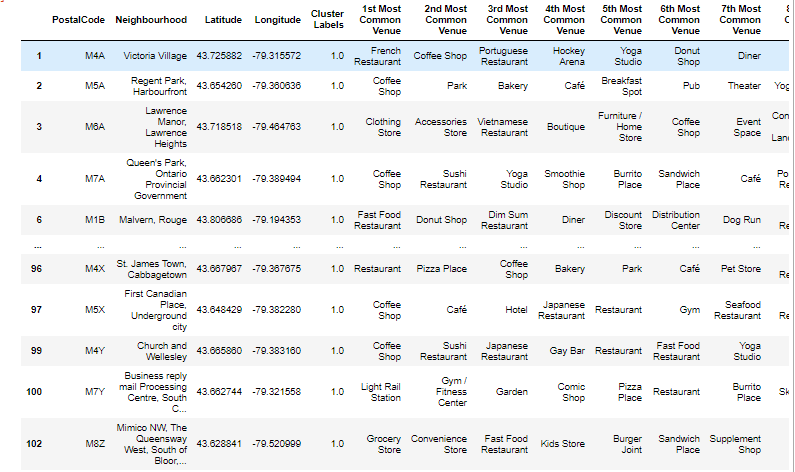 PostalCode Neighbourhood Latitude Longitude Cluster Labels 1st Most Common Venue 2nd Most Common Venue 3rd Most Common Venue 4th Most Common Venue 5th Most Common Venue 6th Most Common Venue 7th Most Common Venue
1 M4A Victoria Village 43.725882 -79.315572 1.0 French Restaurant Coffee Shop Portuguese Restaurant Hockey Arena Yoga Studio Donut Shop Diner
2 M5A Regent Park, Harbourfront 43.654260 -79.360636 1.0 Coffee Shop Park Bakery Café Breakfast Spot Pub Theater Yog
3 M6A Lawrence Manor, Lawrence Heights 43.718518 -79.464763 1.0 Clothing Store Accessories Store Vietnamese Restaurant Boutique Furniture / Home Store Coffee Shop Event Space Con Lan
4 M7A Queen's Park, Ontario Provincial Government 43.662301 -79.389494 1.0 Coffee Shop Sushi Restaurant Yoga Studio Smoothie Shop Burrito Place Sandwich Place Café Po Re
6 M1B Malvern, Rouge 43.806686 -79.194353 1.0 Fast Food Restaurant Donut Shop Dim Sum Restaurant Diner Discount Store Distribution Center Dog Run Re
... ... ... ... ... ... ... ... ... ... ... ... ...
96 M4X St. James Town, Cabbagetown 43.667967 -79.367675 1.0 Restaurant Pizza Place Coffee Shop Bakery Park Café Pet Store Re
97 M5X First Canadian Place, Underground city 43.648429 -79.382280 1.0 Coffee Shop Café Hotel Japanese Restaurant Restaurant Gym Seafood Restaurant Re
99 M4Y Church and Wellesley 43.665860 -79.383160 1.0 Coffee Shop Sushi Restaurant Japanese Restaurant Gay Bar Restaurant Fast Food Restaurant Yoga Studio
100 M7Y Business reply mail Processing Centre, South C... 43.662744 -79.321558 1.0 Light Rail Station Gym / Fitness Center Garden Comic Shop Pizza Place Restaurant Burrito Place Sk
102 M8Z Mimico NW, The Queensway West, South of Bloor,... 43.628841 -79.520999 1.0 Grocery Store Convenience Store Fast Food Restaurant Kids Store Burger Joint Sandwich Place Supplement Shop